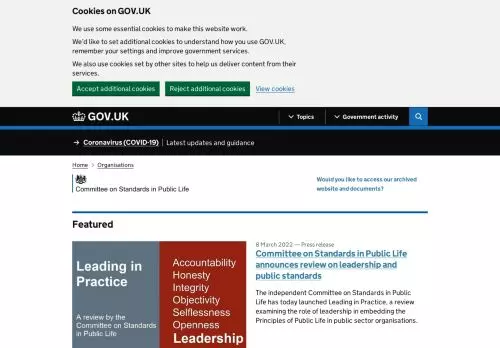 Cookies on GOV.UK
We use some essential cookies to make this website work.
We'd like to set additional cookies to understand how you use GOV.UK,
remember your settings and improve government services.
We also use cookies set by other sites to help us deliver content from their
services.
Accept additional cookies
Reject additional cookies
View cookies
GOV.UK
Topics
Government activity
→ Coronavirus (COVID-19) | Latest updates and guidance
Home > Organisations
Committee on Standards in Public Life
Would you like to access our archived
website and documents?
Featured
Leading in
Practice
A review by the
Committee on Standards
in Public Life
Accountability
Honesty
Integrity
Objectivity
Selflessness
Openness
Leadership
8 March 2022 — Press release
Committee on Standards in Public Life
announces review on leadership and
public standards
The independent Committee on Standards in Public
Life has today launched Leading in Practice, a review
examining the role of leadership in embedding the
Principles of Public Life in public sector organisations.